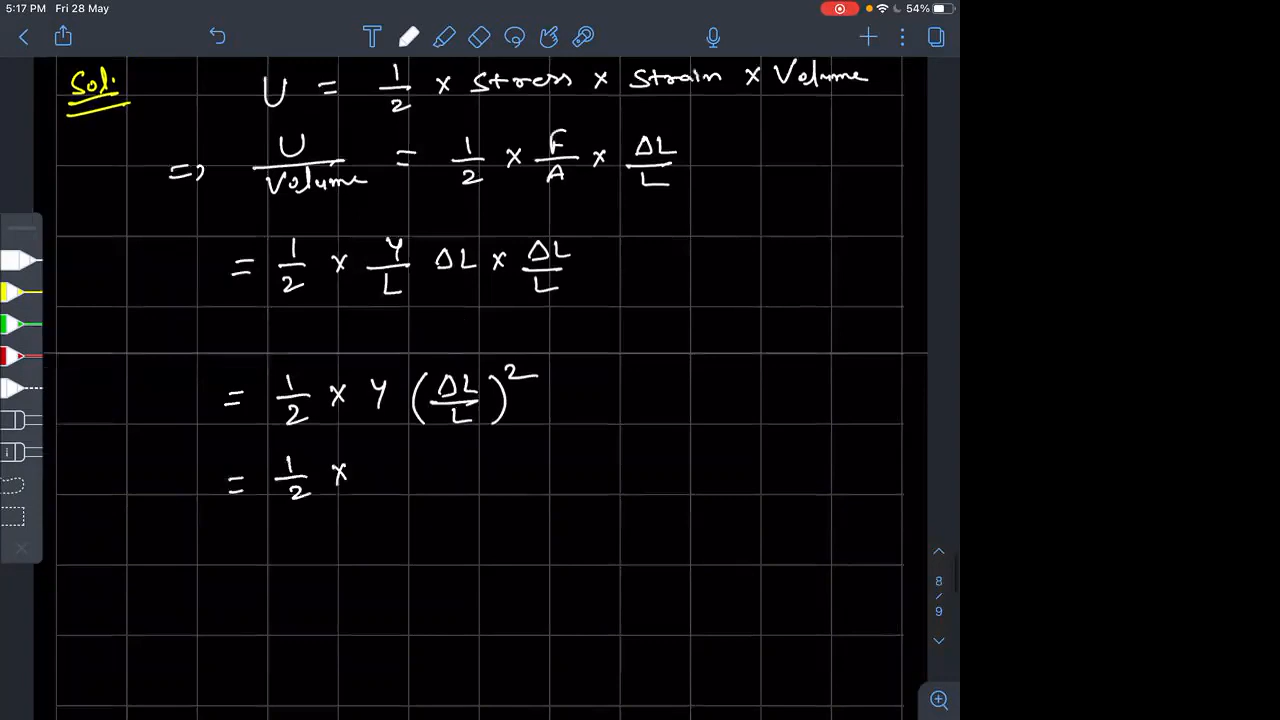 5:17 PM Fri 28 May 54%
T
Sol:
U = 1/2 × Stress × Strain × Volume
=> U/Volume = 1/2 × F/A × ΔL/L
= 1/2 × Y/L ΔL × ΔL/L
= 1/2 × Y (ΔL/L)²
= 1/2 ×
8
/
9